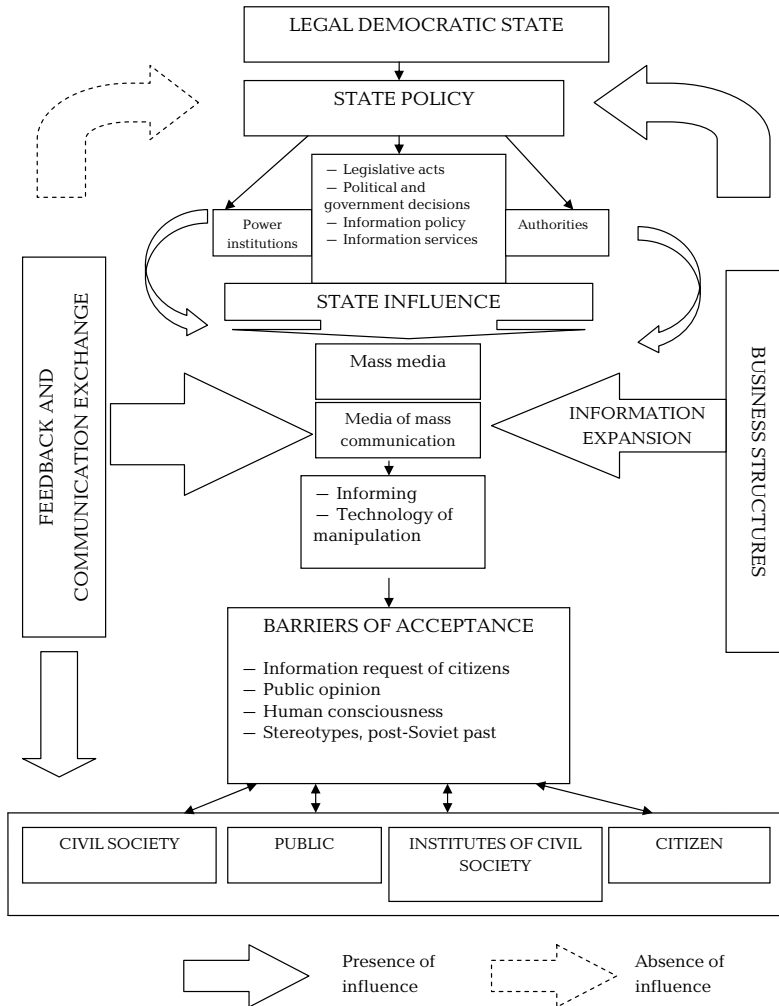 LEGAL DEMOCRATIC STATE
STATE POLICY
— Legislative acts
— Political and
government decisions
— Information policy
— Information services
Power
institutions
Authorities
STATE INFLUENCE
FEEDBACK AND
COMMUNICATION EXCHANGE
Mass media
Media of mass
communication
INFORMATION
EXPANSION
BUSINESS STRUCTURES
— Informing
— Technology of
manipulation
BARRIERS OF ACCEPTANCE
— Information request of citizens
— Public opinion
— Human consciousness
— Stereotypes, post-Soviet past
CIVIL SOCIETY
PUBLIC
INSTITUTES OF CIVIL
SOCIETY
CITIZEN
Presence of
influence
Absence of
influence